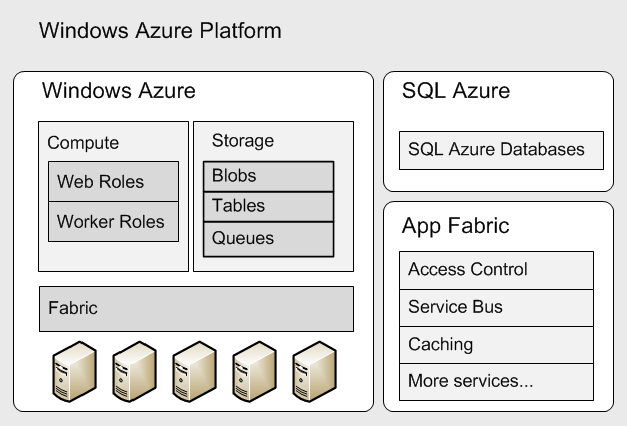 Windows Azure Platform
Windows Azure
Compute
Web Roles
Worker Roles
Storage
Blobs
Tables
Queues
Fabric
SQL Azure
SQL Azure Databases
App Fabric
Access Control
Service Bus
Caching
More services...